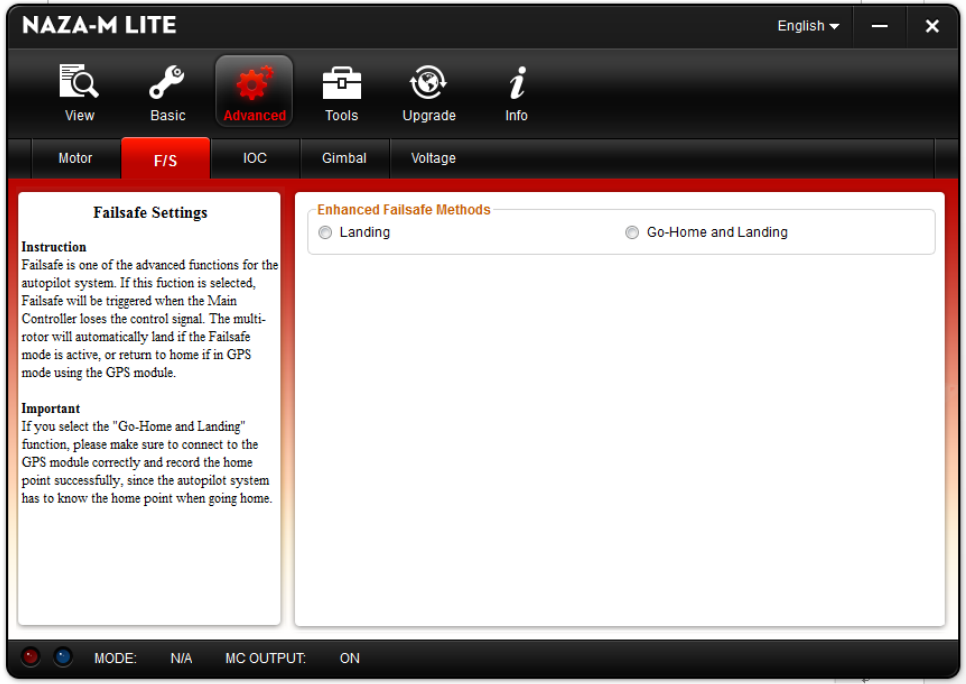 NAZA-M LITE
English
View
Basic
Advanced
Tools
Upgrade
Info
Motor
F/S
IOC
Gimbal
Voltage
Failsafe Settings
Instruction
Failsafe is one of the advanced functions for the
autopilot system. If this fuction is selected,
Failsafe will be triggered when the Main
Controller loses the control signal. The multi-
rotor will automatically land if the Failsafe
mode is active, or return to home if in GPS
mode using the GPS module.
Important
If you select the "Go-Home and Landing"
function, please make sure to connect to the
GPS module correctly and record the home
point successfully, since the autopilot system
has to know the home point when going home.
Enhanced Failsafe Methods
Landing
Go-Home and Landing
MODE: N/A MC OUTPUT: ON